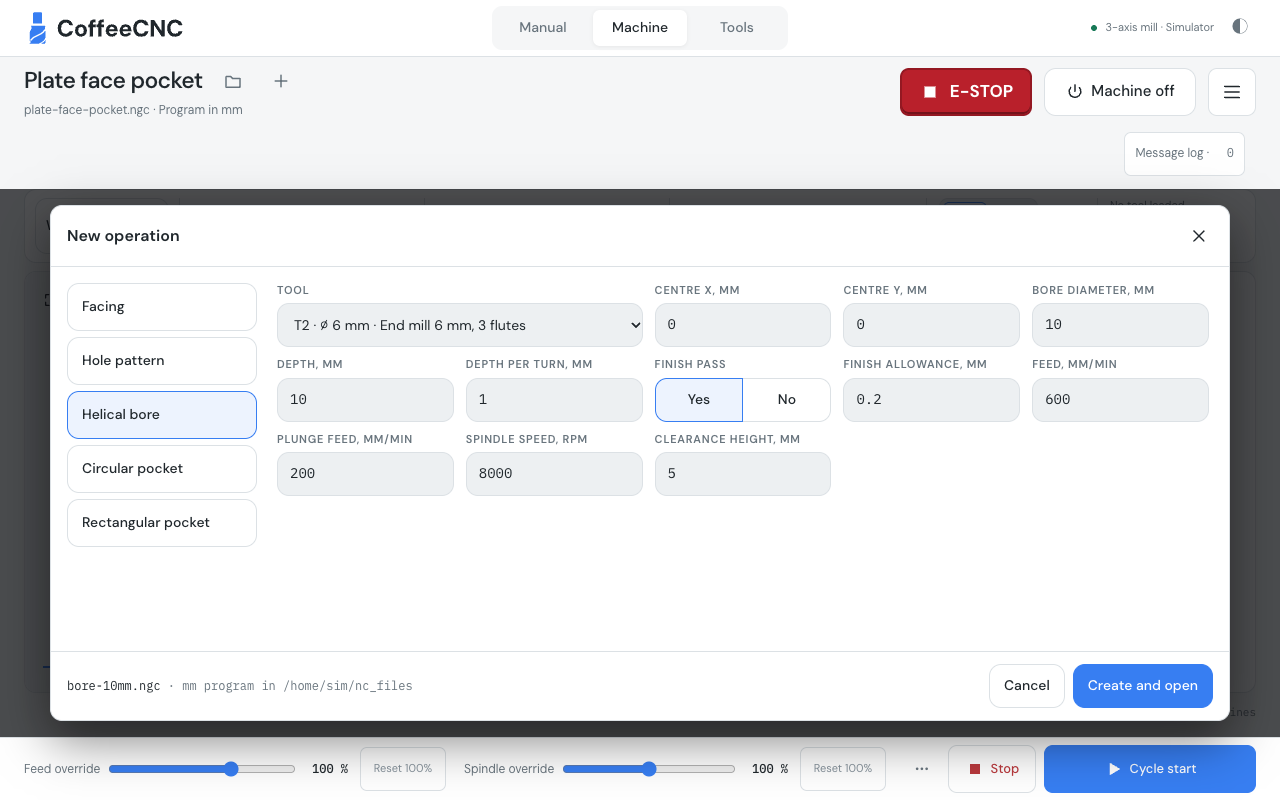 CoffeeCNC
Manual
Machine
Tools
3-axis mill · Simulator
Plate face pocket
plate-face-pocket.ngc · Program in mm
E-STOP
Machine off
Message log · 0
New operation
Facing
Hole pattern
Helical bore
Circular pocket
Rectangular pocket
TOOL
T2 · Ø 6 mm · End mill 6 mm, 3 flutes
CENTRE X, MM
0
CENTRE Y, MM
0
BORE DIAMETER, MM
10
DEPTH, MM
10
DEPTH PER TURN, MM
1
FINISH PASS
Yes
No
FINISH ALLOWANCE, MM
0.2
FEED, MM/MIN
600
PLUNGE FEED, MM/MIN
200
SPINDLE SPEED, RPM
8000
CLEARANCE HEIGHT, MM
5
bore-10mm.ngc · mm program in /home/sim/nc_files
Cancel
Create and open
Feed override
100 %
Reset 100%
Spindle override
100 %
Reset 100%
Stop
Cycle start